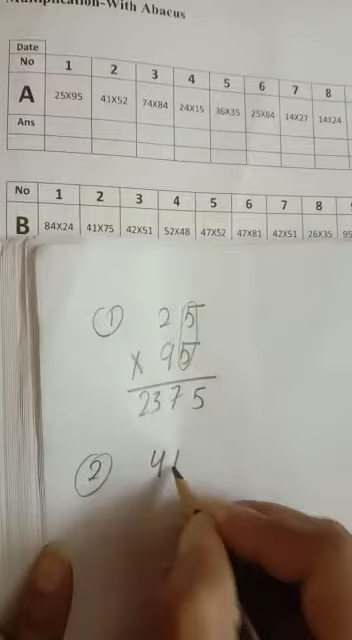 Multiplication-With Abacus
Date
No 1 2 3 4 5 6 7 8
A 25X95 41X52 74X84 24X15 36X35 25X84 14X27 14X24
Ans
No 1 2 3 4 5 6 7 8
B 84X24 41X75 42X51 52X48 47X52 47X81 42X51 26X35 95
① 25
X 95
2375
② 41